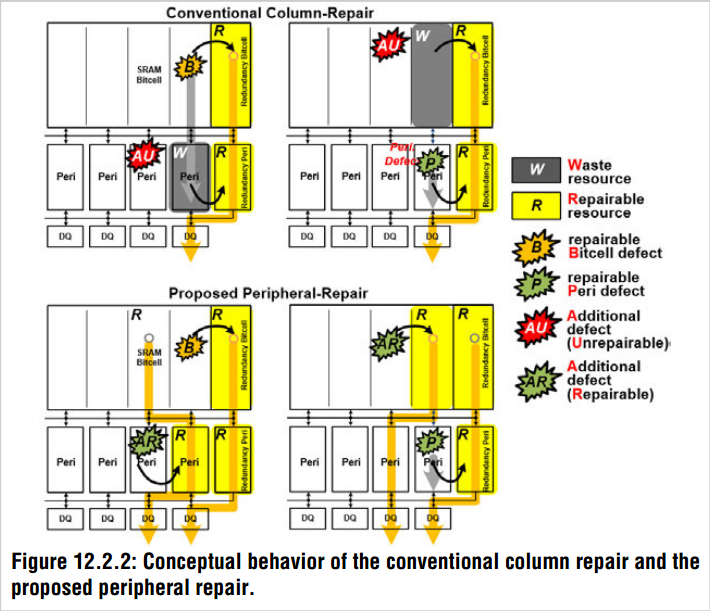 Conventional Column-Repair
R
W
R
AU
SRAM
Bitcell
B
Redundancy Bitcell
Redundancy Bitcell
AU
W
R
Peri
Defect
P
R
Peri
Peri
Peri
Peri
Redundancy Peri
Peri
Peri
Peri
Peri
Redundancy Peri
DQ
DQ
DQ
DQ
DQ
DQ
DQ
DQ
W
Waste
resource
R
Repairable
resource
B
repairable
Bitcell defect
P
repairable
Peri defect
AU
Additional
defect
(Unrepairable)
AR
Additional
defect
(Repairable)
Proposed Peripheral-Repair
R
R
R
SRAM
Bitcell
B
Redundancy Bitcell
AR
Redundancy Bitcell
AR
R
R
P
R
Peri
Peri
Peri
Peri
Redundancy Peri
Peri
Peri
Peri
Peri
Redundancy Peri
DQ
DQ
DQ
DQ
DQ
DQ
DQ
DQ
Figure 12.2.2: Conceptual behavior of the conventional column repair and the
proposed peripheral repair.